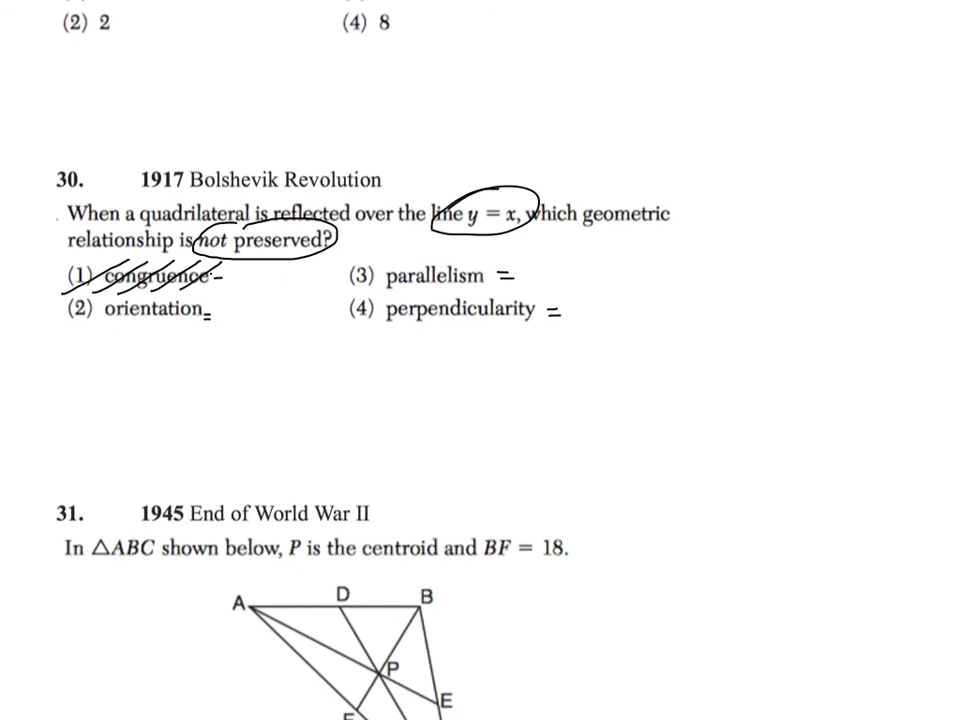 (2) 2 (4) 8
30. 1917 Bolshevik Revolution
When a quadrilateral is reflected over the line y = x, which geometric
relationship is not preserved?
(1) congruence (3) parallelism
(2) orientation (4) perpendicularity
31. 1945 End of World War II
In △ABC shown below, P is the centroid and BF = 18.
A D B
P
E
F